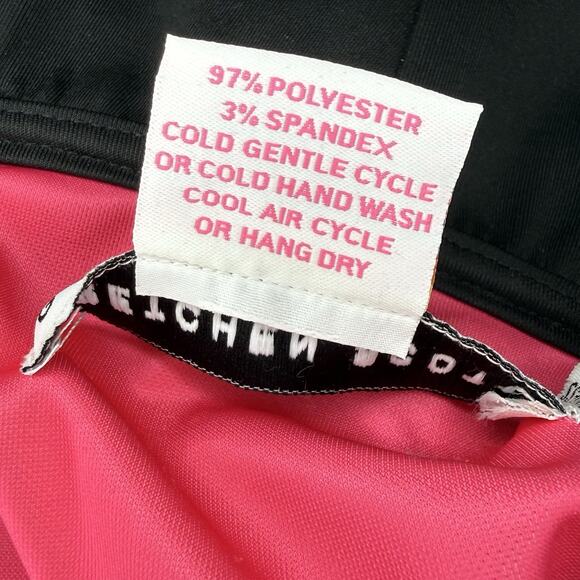 97% POLYESTER
3% SPANDEX
COLD GENTLE CYCLE
OR COLD HAND WASH
COOL AIR CYCLE
OR HANG DRY